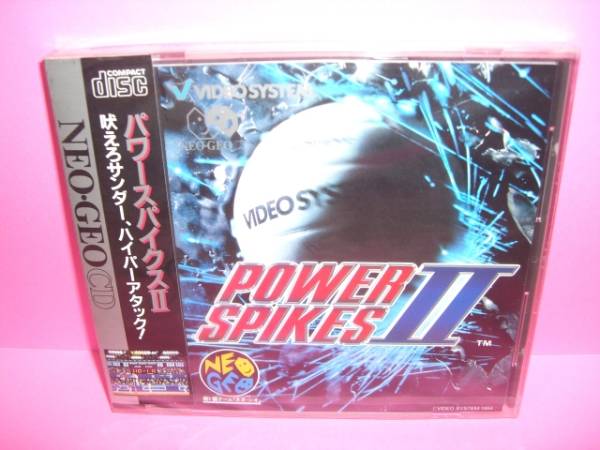 COMPACT
disc
NEO·GEO CD
パワースパイクスⅡ
吠えろサンダー、ハイパーアタック!
VIDEO SYSTEM
NEO·GEO
VIDEO SYS
POWER
SPIKES II
TM
NEO
GEO